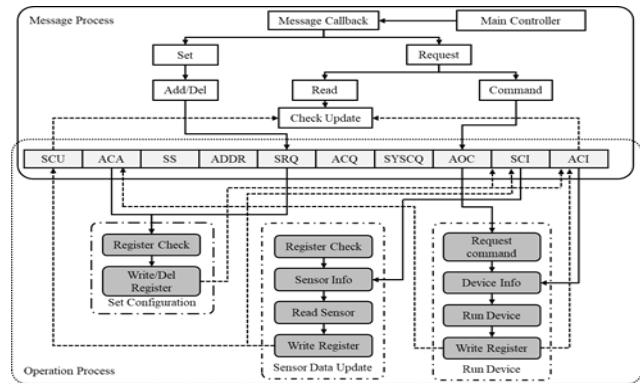 Message Process
Message Callback
Main Controller
Set
Request
Add/Del
Read
Command
Check Update
SCU ACA SS ADDR SRQ ACQ SYSCQ AOC SCI ACI
Register Check
Write/Del
Register
Set Configuration
Register Check
Sensor Info
Read Sensor
Write Register
Sensor Data Update
Request
command
Device Info
Run Device
Write Register
Run Device
Operation Process